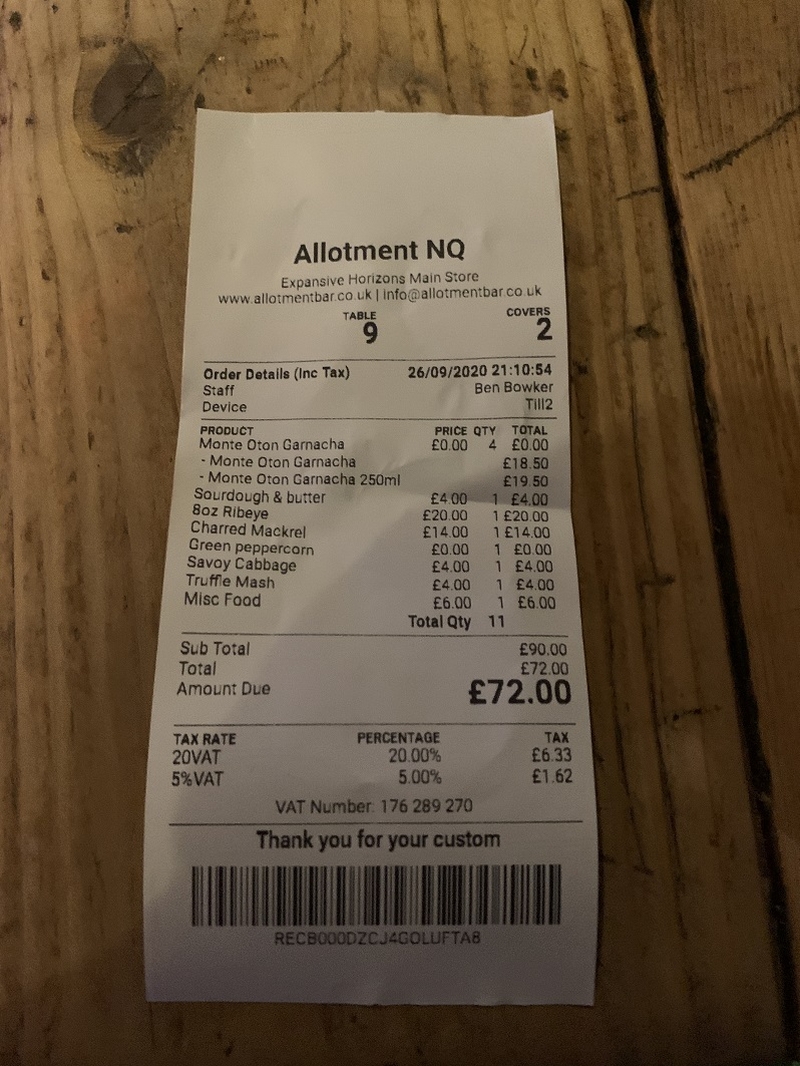 Allotment NQ
Expansive Horizons Main Store
www.allotmentbar.co.uk | info@allotmentbar.co.uk
TABLE COVERS
9 2
Order Details (Inc Tax) 26/09/2020 21:10:54
Staff Ben Bowker
Device Till2
PRODUCT PRICE QTY TOTAL
Monte Oton Garnacha £0.00 4 £0.00
- Monte Oton Garnacha £18.50
- Monte Oton Garnacha 250ml £19.50
Sourdough & butter £4.00 1 £4.00
8oz Ribeye £20.00 1 £20.00
Charred Mackrel £14.00 1 £14.00
Green peppercorn £0.00 1 £0.00
Savoy Cabbage £4.00 1 £4.00
Truffle Mash £4.00 1 £4.00
Misc Food £6.00 1 £6.00
Total Qty 11
Sub Total £90.00
Total £72.00
Amount Due £72.00
TAX RATE PERCENTAGE TAX
20VAT 20.00% £6.33
5%VAT 5.00% £1.62
VAT Number: 176 289 270
Thank you for your custom
RECB000DZCJ4GOLUFTA8